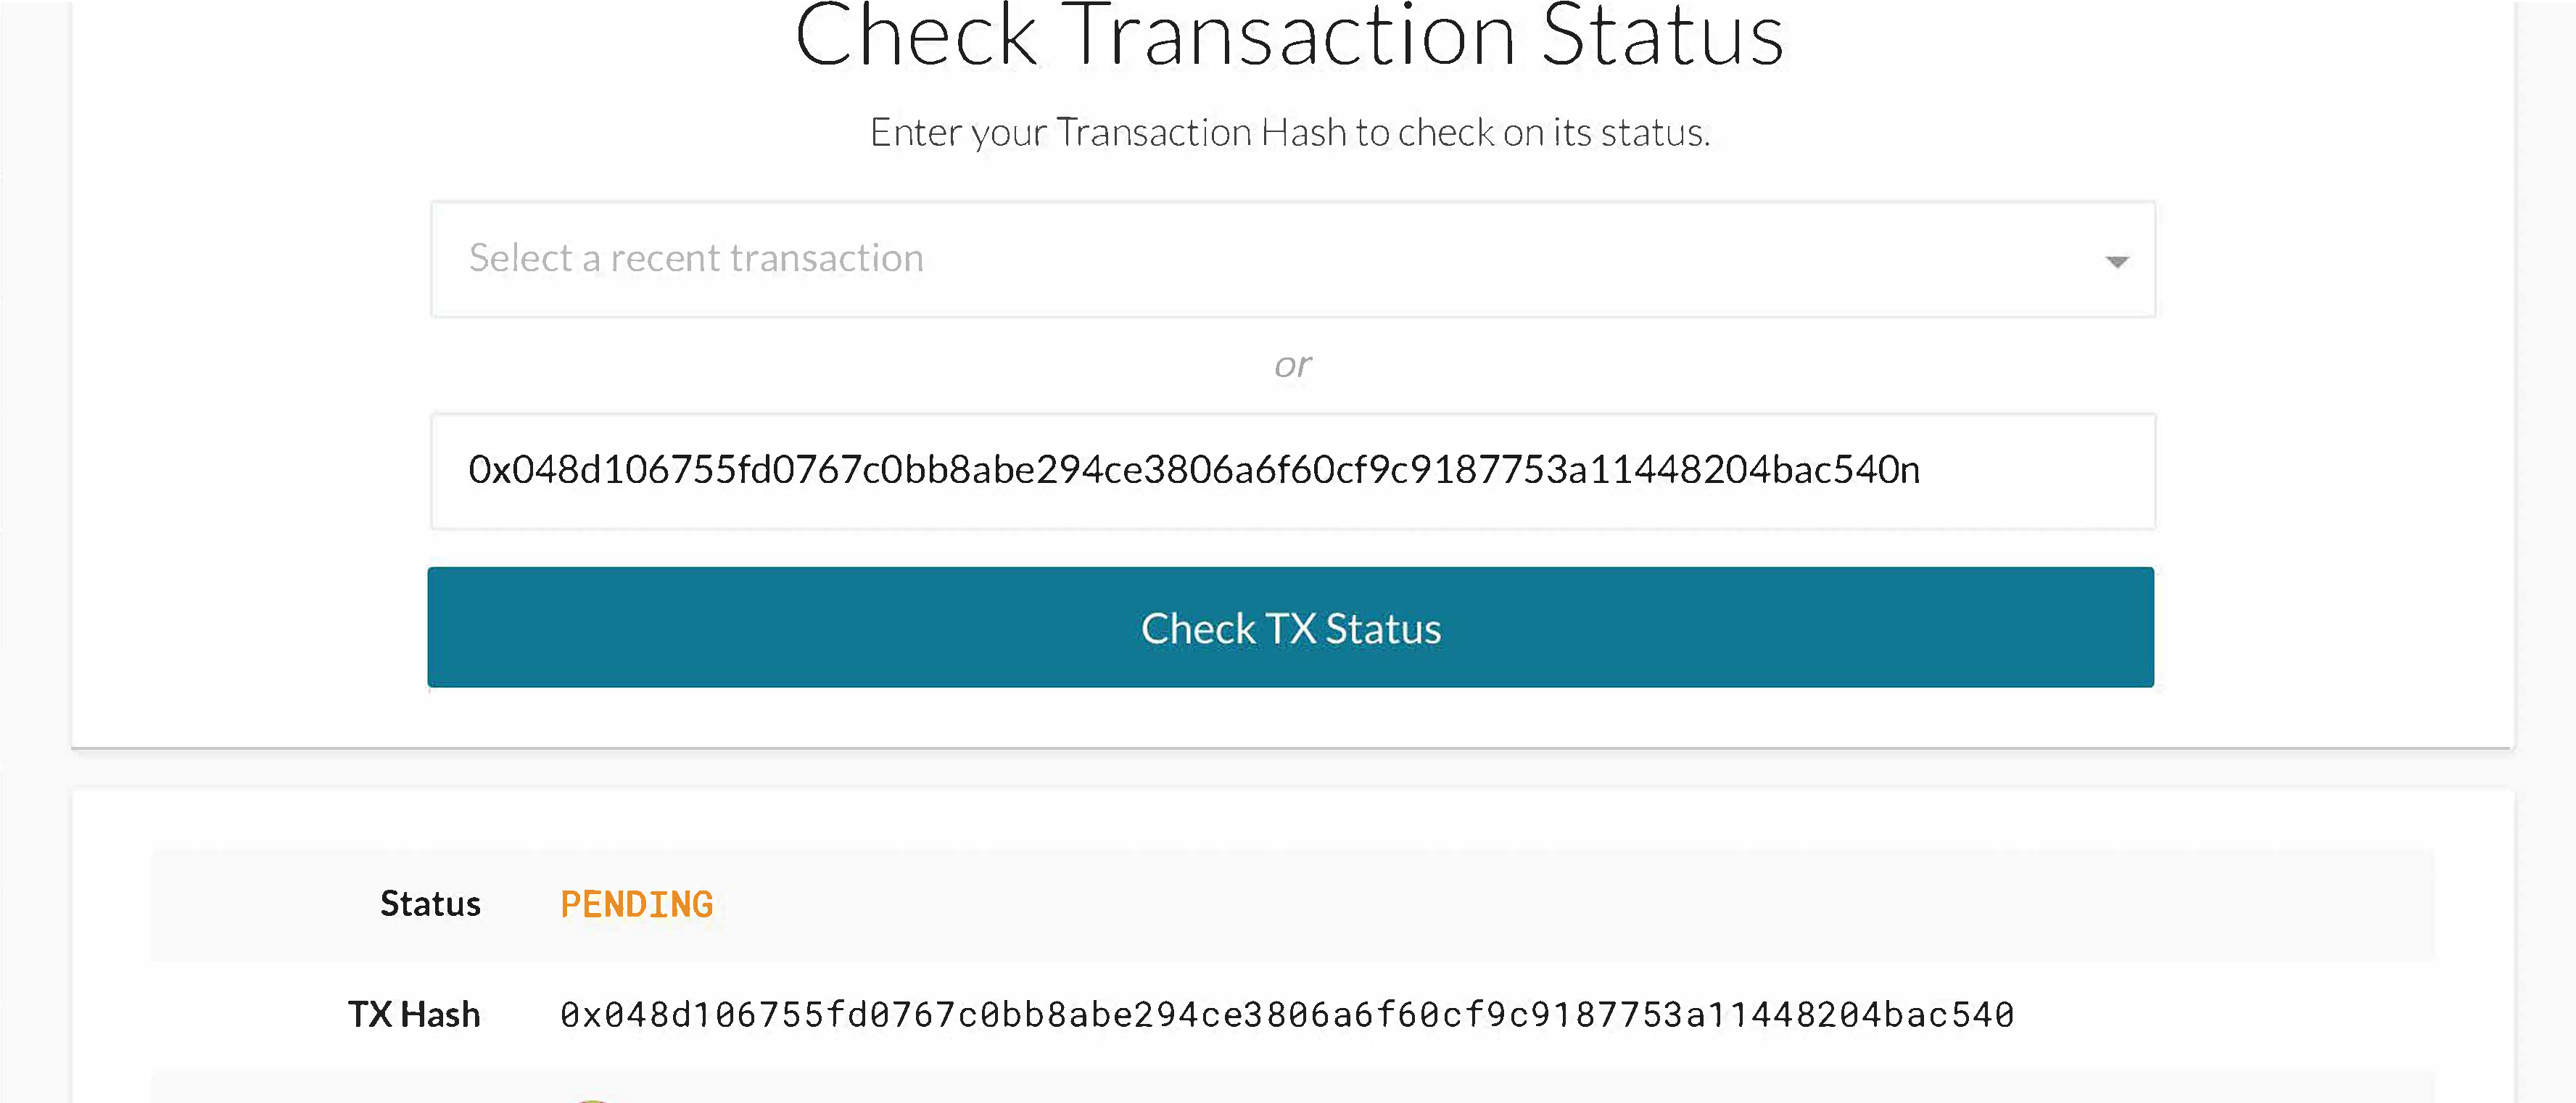 Check Transaction Status
Enter your Transaction Hash to check on its status.
Select a recent transaction
or
0x048d106755fd0767c0bb8abe294ce3806a6f60cf9c9187753a11448204bac540n
Check TX Status
Status PENDING
TX Hash 0x048d106755fd0767c0bb8abe294ce3806a6f60cf9c9187753a11448204bac540